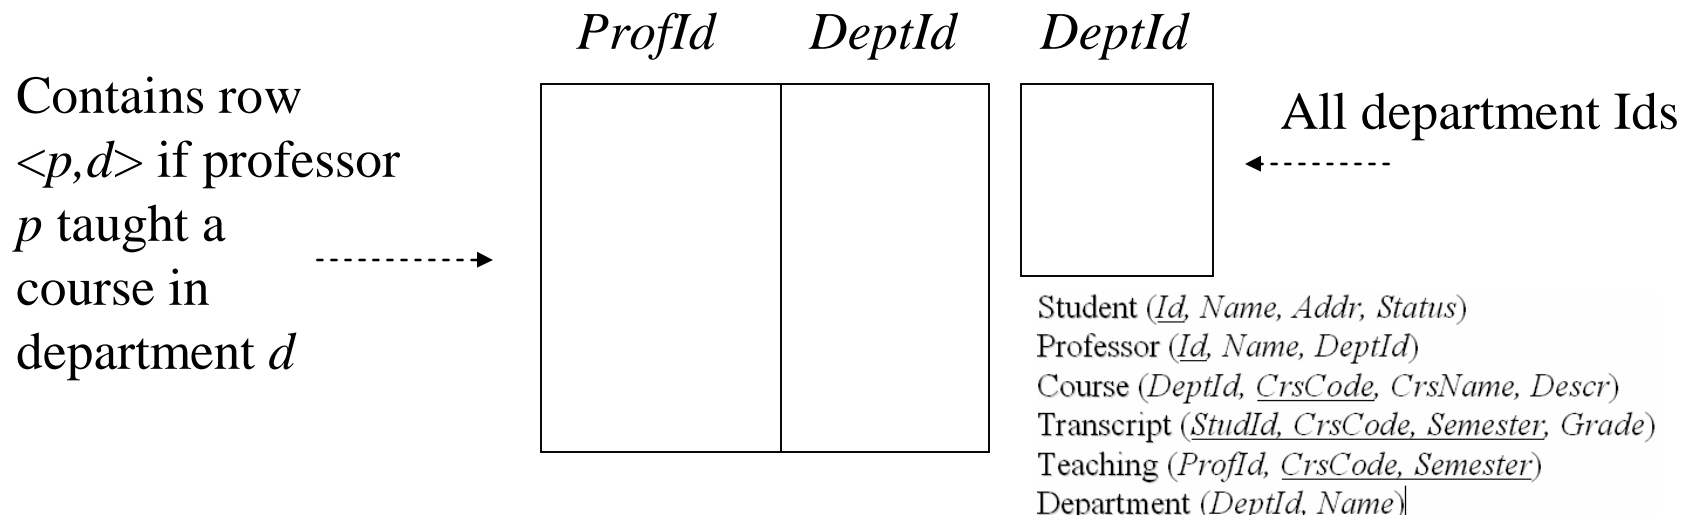 ProfId DeptId DeptId
Contains row
<p,d> if professor
p taught a
course in
department d
All department Ids
Student (Id, Name, Addr, Status)
Professor (Id, Name, DeptId)
Course (DeptId, CrsCode, CrsName, Descr)
Transcript (StudId, CrsCode, Semester, Grade)
Teaching (ProfId, CrsCode, Semester)
Department (DeptId, Name)